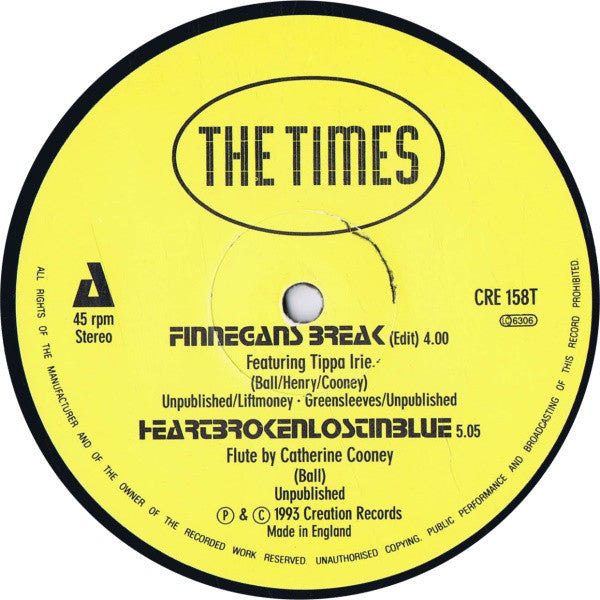 THE TIMES
A
45 rpm
Stereo
CRE 158T
LC 6306
FINNEGANS BREAK (Edit) 4.00
Featuring Tippa Irie
(Ball/Henry/Cooney)
Unpublished/Liftmoney - Greensleeves/Unpublished
HEARTBROKENLOSTINBLUE 5.05
Flute by Catherine Cooney
(Ball)
Unpublished
Ⓟ & © 1993 Creation Records
Made in England
ALL RIGHTS OF THE MANUFACTURER AND OF THE OWNER OF THE RECORDED WORK RESERVED. UNAUTHORISED COPYING, PUBLIC PERFORMANCE AND BROADCASTING OF THIS RECORD PROHIBITED